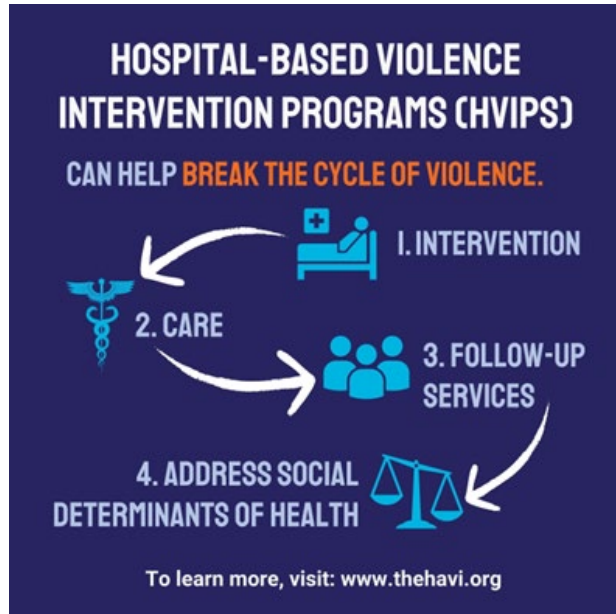 HOSPITAL-BASED VIOLENCE
INTERVENTION PROGRAMS (HVIPS)
CAN HELP BREAK THE CYCLE OF VIOLENCE.
1. INTERVENTION
2. CARE
3. FOLLOW-UP
SERVICES
4. ADDRESS SOCIAL
DETERMINANTS OF HEALTH
To learn more, visit: www.thehavi.org